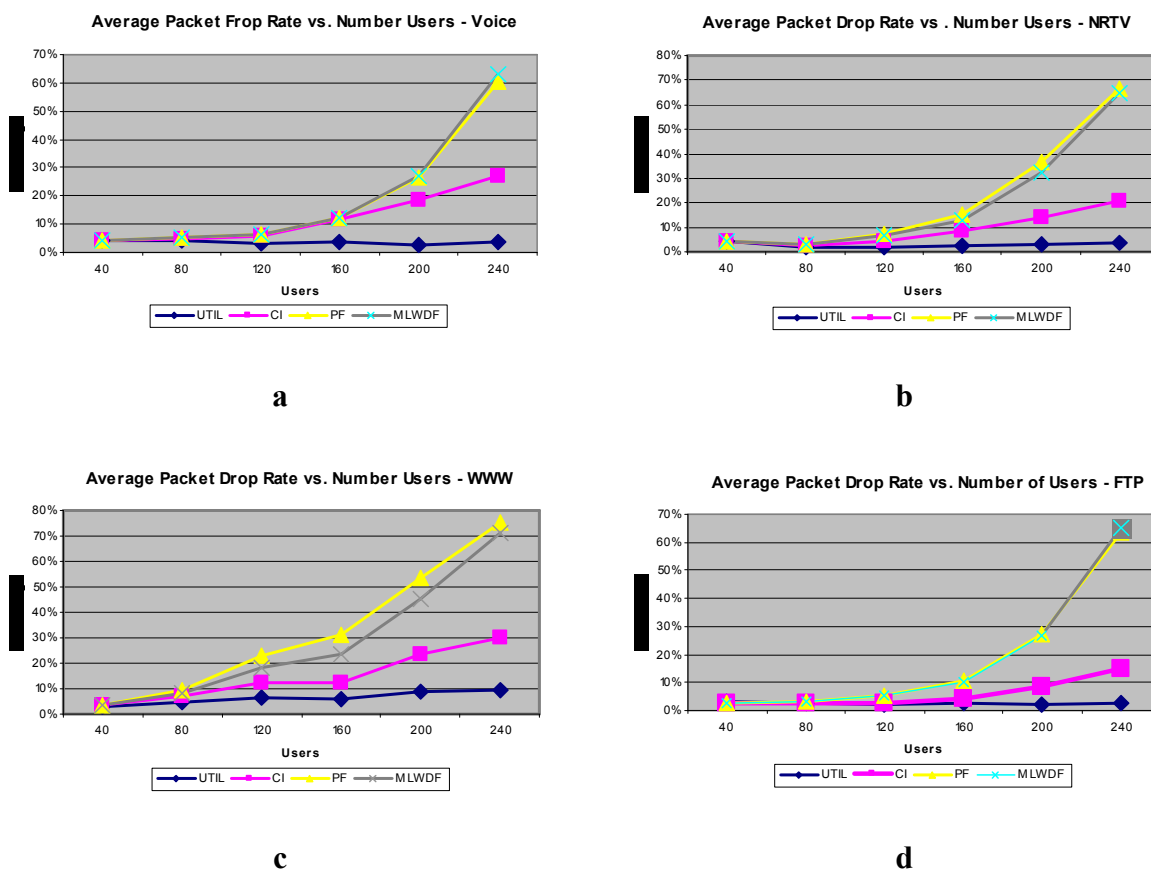 Average Packet Frop Rate vs. Number Users - Voice
70%
60%
50%
40%
30%
20%
10%
0%
40 80 120 160 200 240
Users
UTIL CI PF MLWDF
a
Average Packet Drop Rate vs . Number Users - NRTV
80%
70%
60%
50%
40%
30%
20%
10%
0%
40 80 120 160 200 240
Users
UTIL CI PF MLWDF
b
Average Packet Drop Rate vs. Number Users - WWW
80%
70%
60%
50%
40%
30%
20%
10%
0%
40 80 120 160 200 240
Users
UTIL CI PF MLWDF
c
Average Packet Drop Rate vs. Number of Users - FTP
70%
60%
50%
40%
30%
20%
10%
0%
40 80 120 160 200 240
Users
UTIL CI PF MLWDF
d